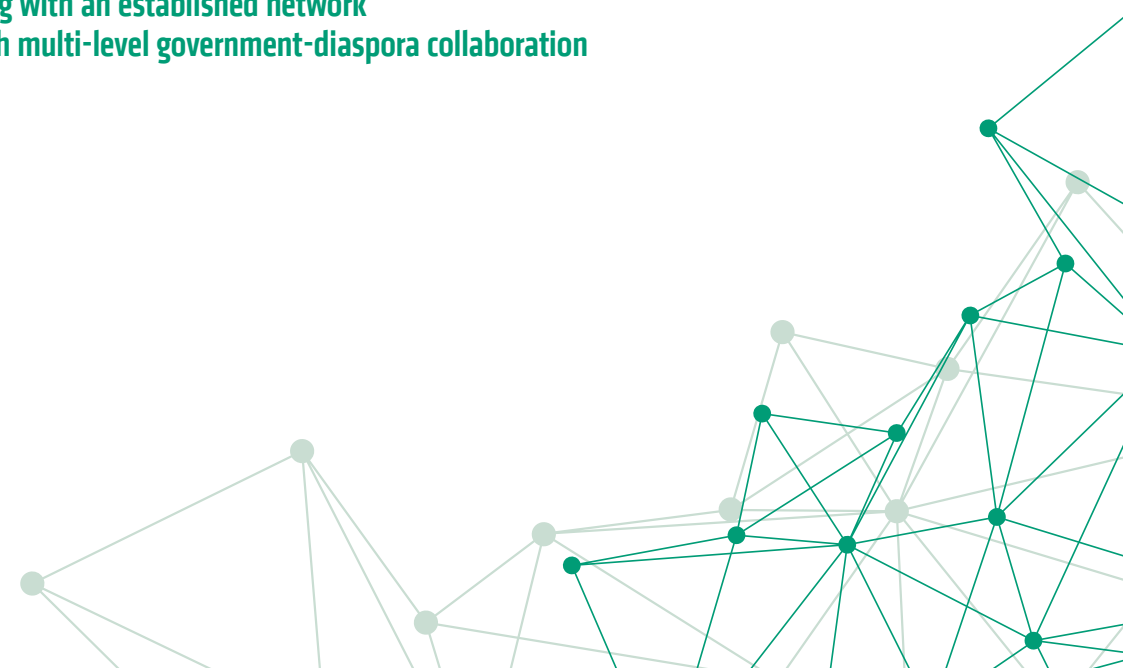 g with an established network
h multi-level government-diaspora collaboration